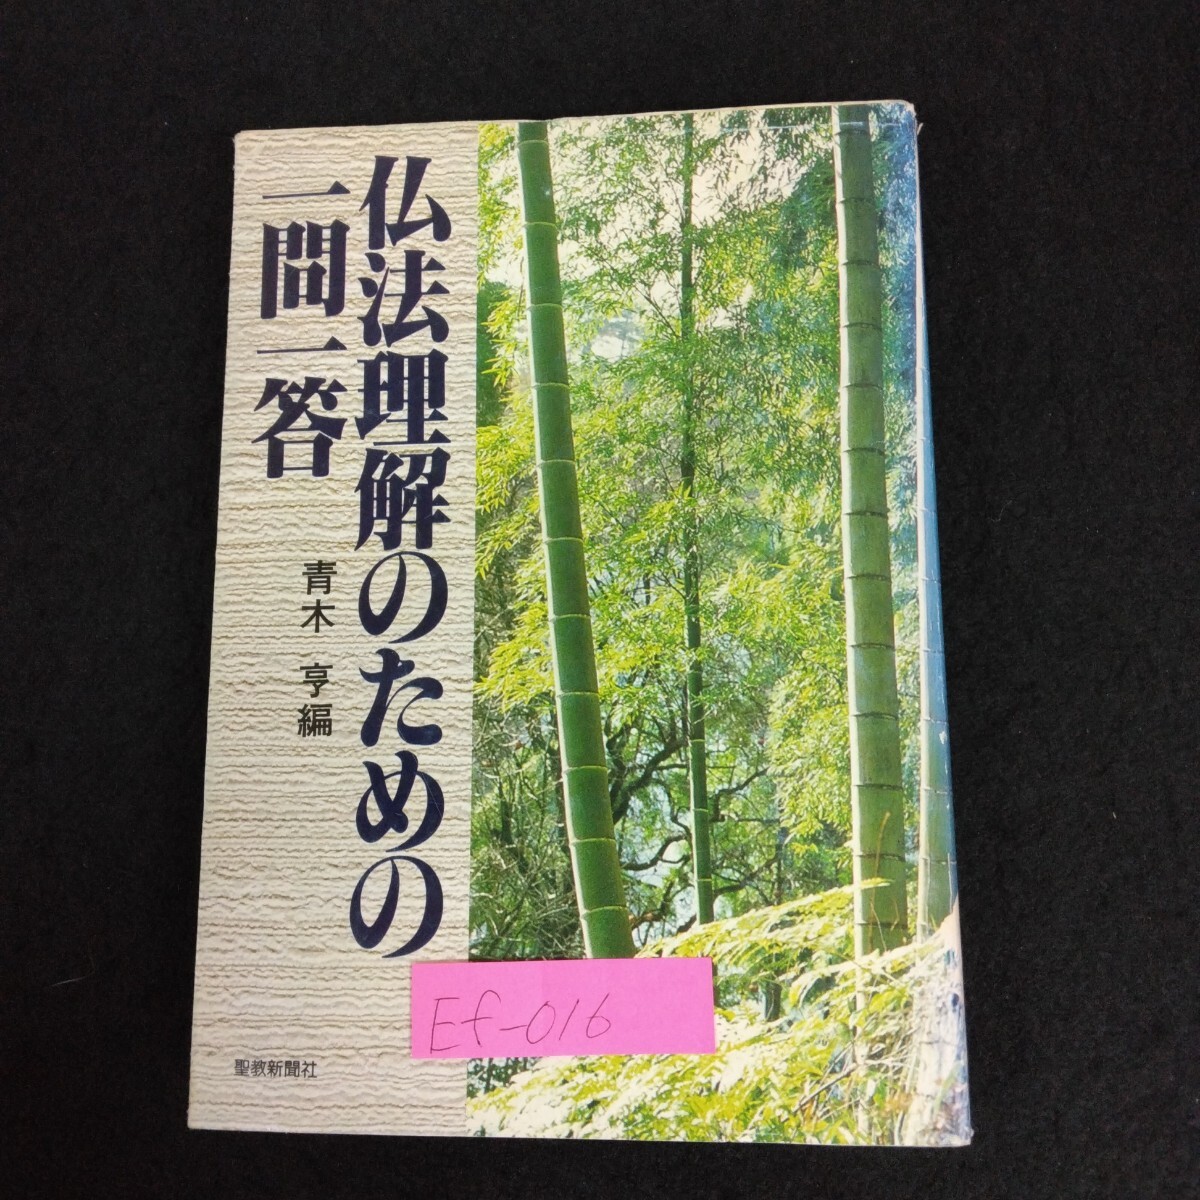 仏法理解のための
一問一答
青木 亨編
聖教新聞社
Ef-016